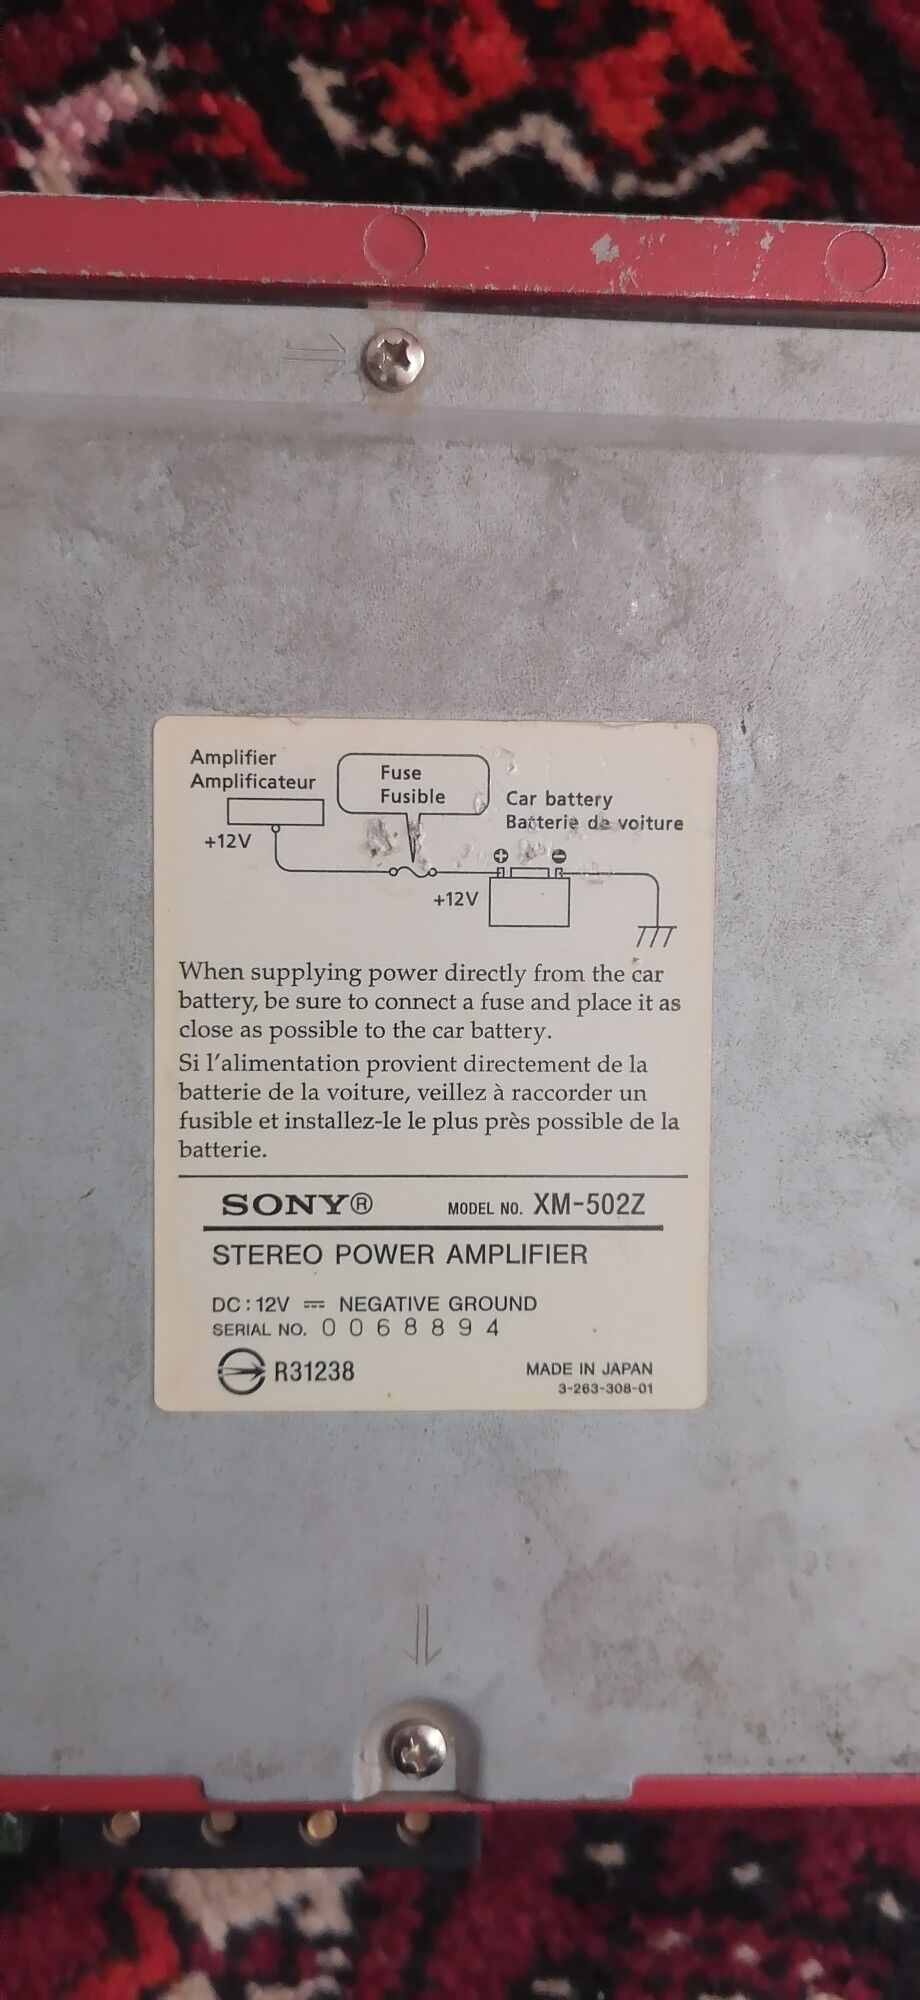 Amplifier
Amplificateur
Fuse
Fusible
Car battery
Batterie de voiture
+12V
+12V
When supplying power directly from the car
battery, be sure to connect a fuse and place it as
close as possible to the car battery.
Si l'alimentation provient directement de la
batterie de la voiture, veillez à raccorder un
fusible et installez-le le plus près possible de la
batterie.
SONY® MODEL NO. XM-502Z
STEREO POWER AMPLIFIER
DC : 12V ⎓ NEGATIVE GROUND
SERIAL NO. 0068894
R31238 MADE IN JAPAN
3-263-308-01